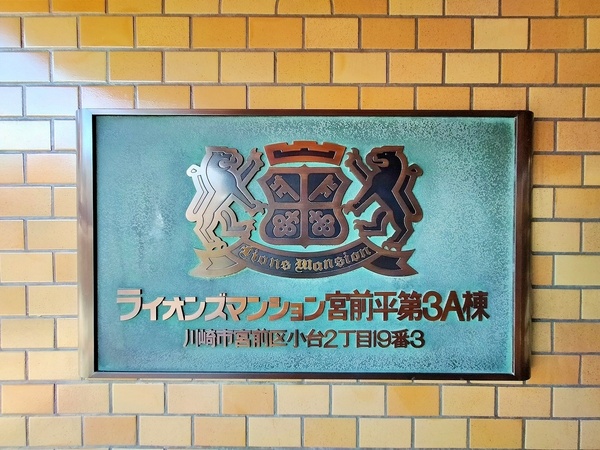 Lions Mansion
ライオンズマンション宮前平第3A棟
川崎市宮前区小台2丁目19番3